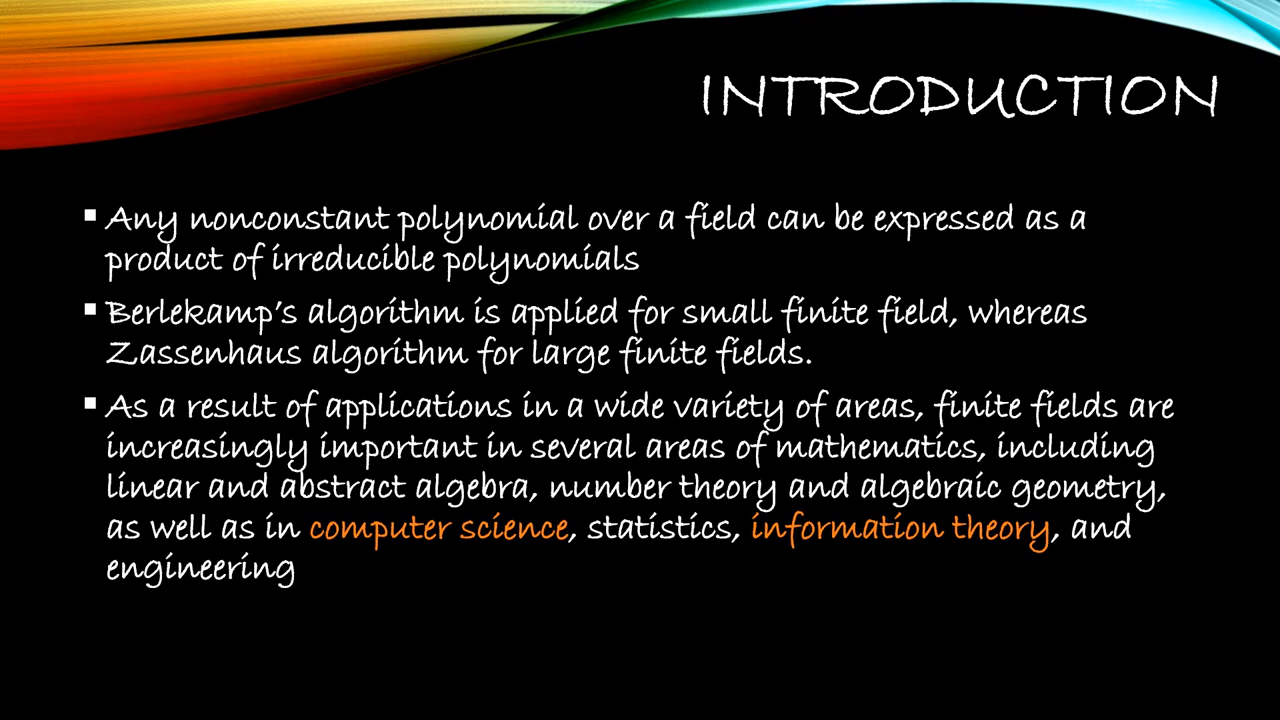 INTRODUCTION
▪ Any nonconstant polynomial over a field can be expressed as a
product of irreducible polynomials
▪ Berlekamp's algorithm is applied for small finite field, whereas
Zassenhaus algorithm for large finite fields.
▪ As a result of applications in a wide variety of areas, finite fields are
increasingly important in several areas of mathematics, including
linear and abstract algebra, number theory and algebraic geometry,
as well as in computer science, statistics, information theory, and
engineering